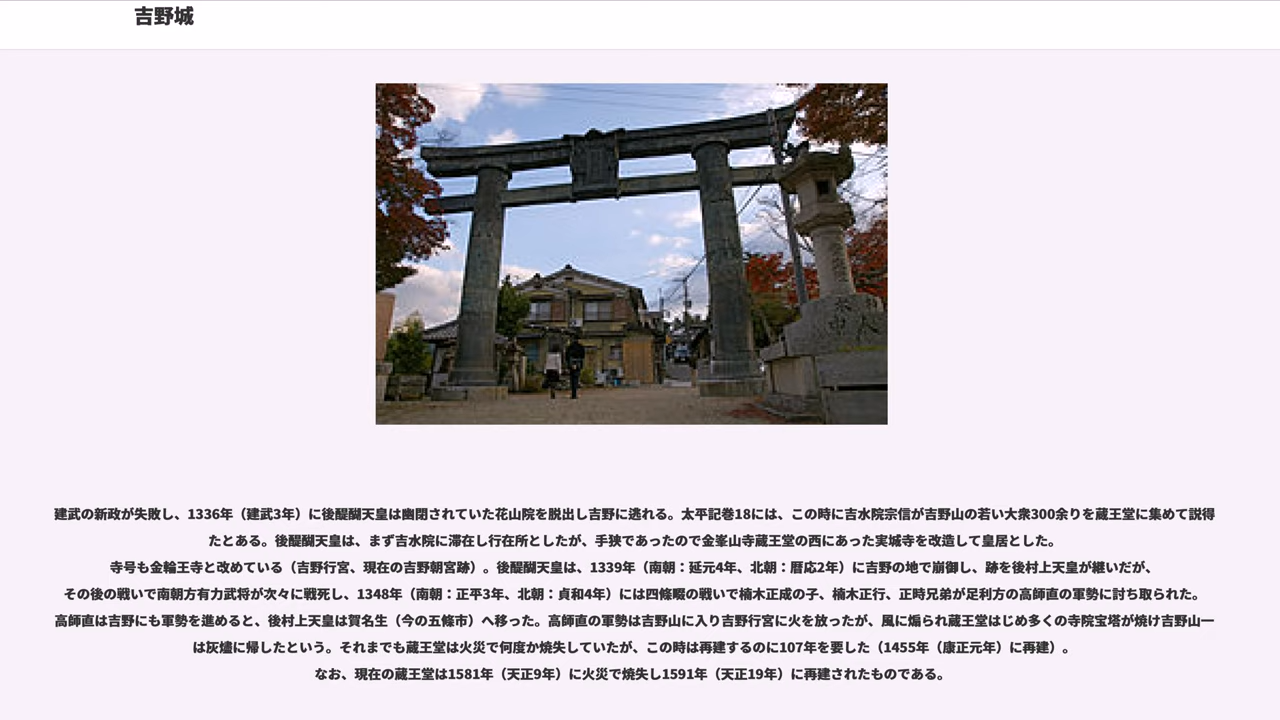 吉野城
建武の新政が失敗し、1336年（建武3年）に後醍醐天皇は幽閉されていた花山院を脱出し吉野に逃れる。太平記巻18には、この時に吉水院宗信が吉野山の若い大衆300余りを蔵王堂に集めて説得
たとある。後醍醐天皇は、まず吉水院に滞在し行在所としたが、手狭であったので金峯山寺蔵王堂の西にあった実城寺を改造して皇居とした。
寺号も金輪王寺と改めている（吉野行宮、現在の吉野朝宮跡）。後醍醐天皇は、1339年（南朝：延元4年、北朝：暦応2年）に吉野の地で崩御し、跡を後村上天皇が継いだが、
その後の戦いで南朝方有力武将が次々に戦死し、1348年（南朝：正平3年、北朝：貞和4年）には四條畷の戦いで楠木正成の子、楠木正行、正時兄弟が足利方の高師直の軍勢に討ち取られた。
高師直は吉野にも軍勢を進めると、後村上天皇は賀名生（今の五條市）へ移った。高師直の軍勢は吉野山に入り吉野行宮に火を放ったが、風に煽られ蔵王堂はじめ多くの寺院宝塔が焼け吉野山一
は灰燼に帰したという。それまでも蔵王堂は火災で何度か焼失していたが、この時は再建するのに107年を要した（1455年（康正元年）に再建）。
なお、現在の蔵王堂は1581年（天正9年）に火災で焼失し1591年（天正19年）に再建されたものである。